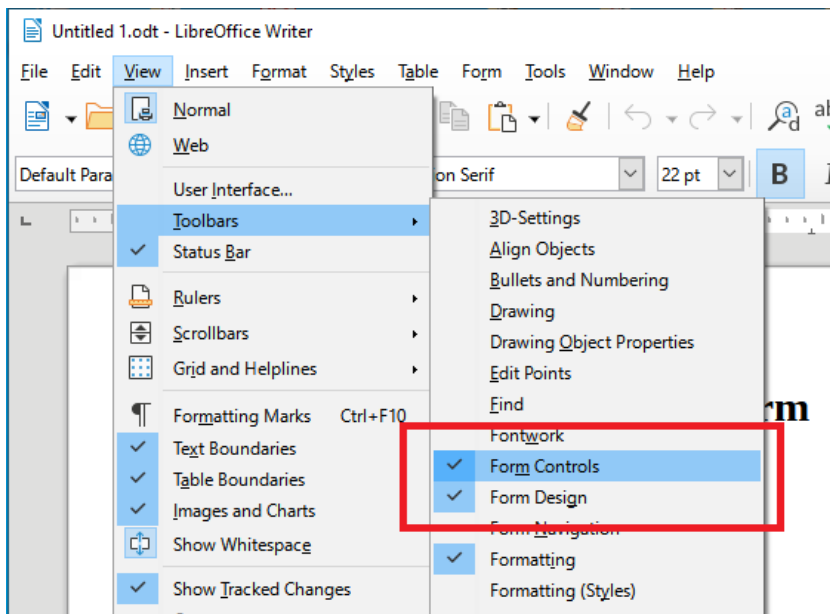 Untitled 1.odt - LibreOffice Writer
File Edit View Insert Format Styles Table Form Tools Window Help
Normal
Web
Default Para
on Serif
22 pt
B
User Interface...
Toolbars
Status Bar
Rulers
Scrollbars
Grid and Helplines
Formatting Marks Ctrl+F10
Text Boundaries
Table Boundaries
Images and Charts
Show Whitespace
Show Tracked Changes
3D-Settings
Align Objects
Bullets and Numbering
Drawing
Drawing Object Properties
Edit Points
Find
Fontwork
Form Controls
Form Design
Form Navigation
Formatting
Formatting (Styles)
rm